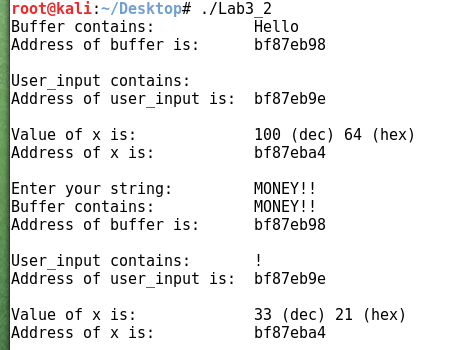 root@kali:~/Desktop# ./Lab3_2
Buffer contains: Hello
Address of buffer is: bf87eb98
User_input contains:
Address of user_input is: bf87eb9e
Value of x is: 100 (dec) 64 (hex)
Address of x is: bf87eba4
Enter your string: MONEY!!
Buffer contains: MONEY!!
Address of buffer is: bf87eb98
User_input contains: !
Address of user_input is: bf87eb9e
Value of x is: 33 (dec) 21 (hex)
Address of x is: bf87eba4